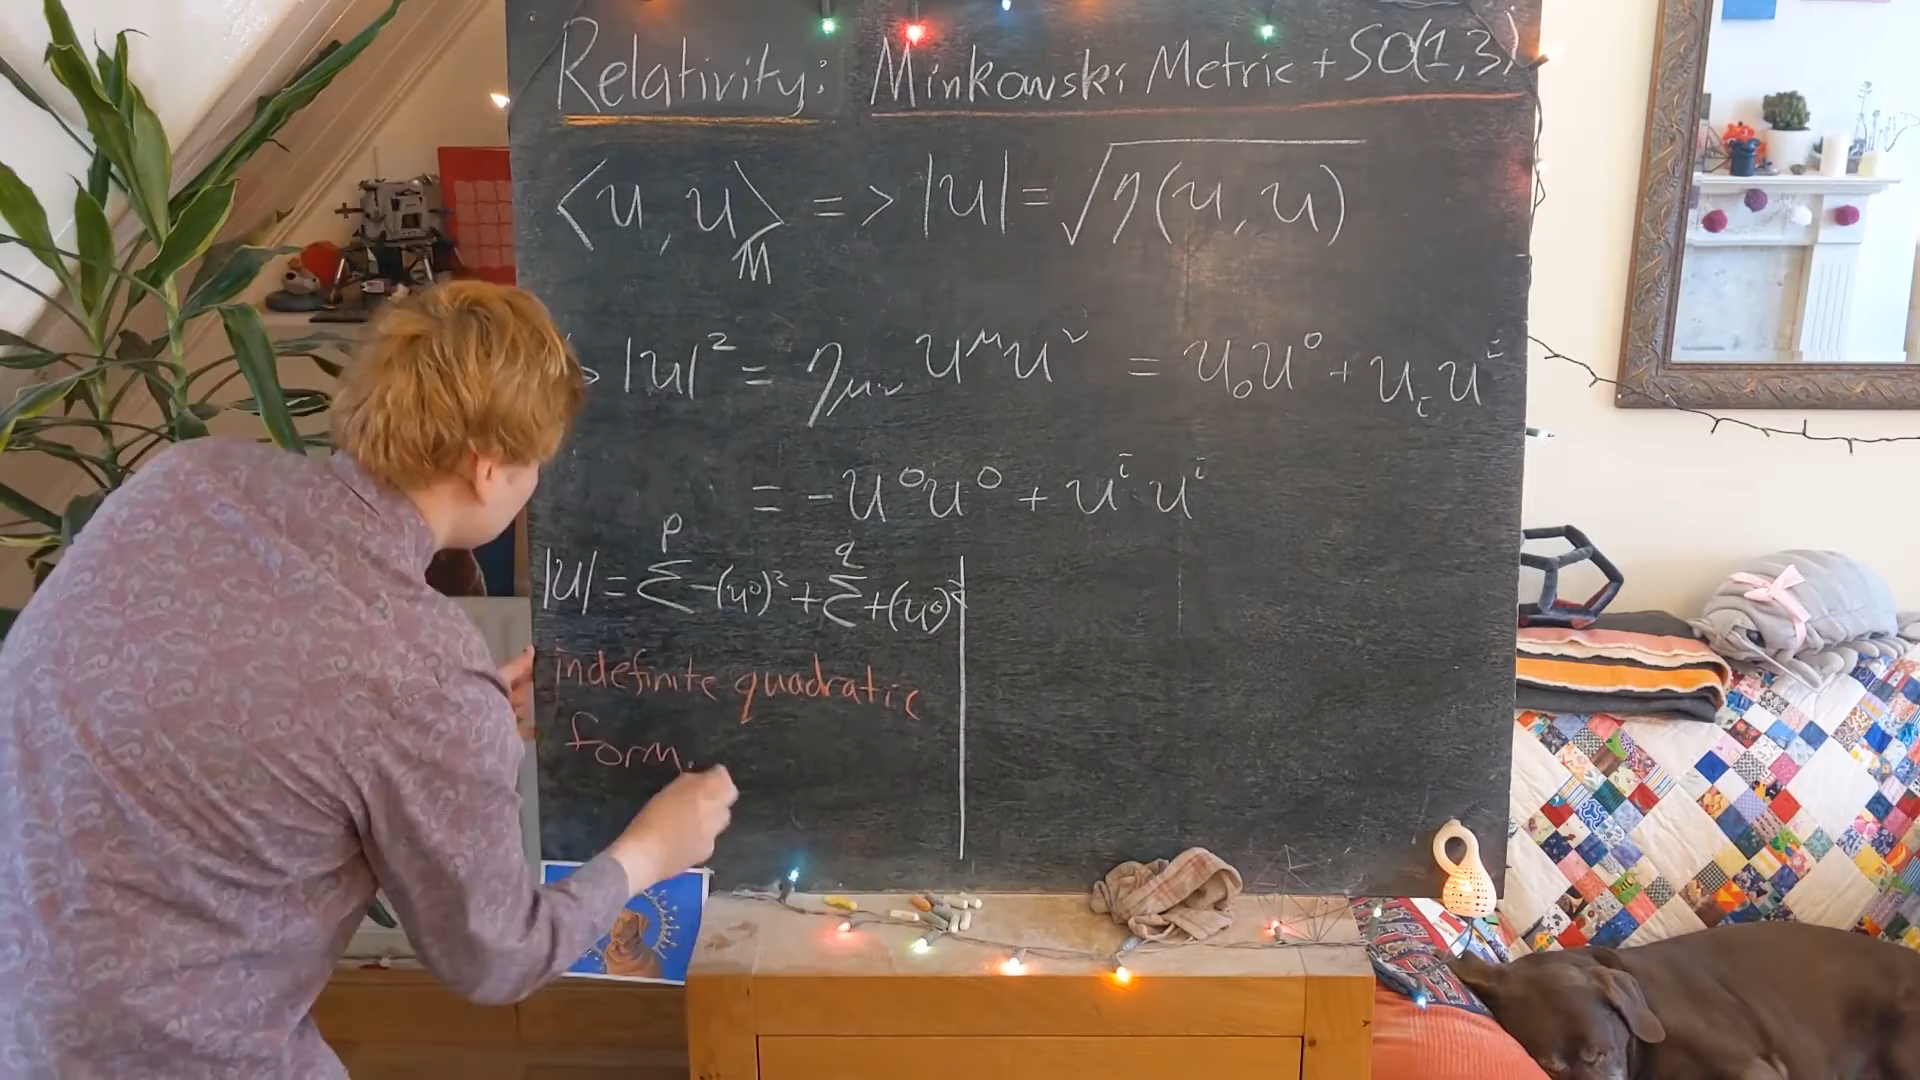 Relativity: Minkowski Metric + SO(1,3)
<u, u>_M => |u| = √η(u, u)
|u|² = η_μν u^μ u^ν = u_0 u^0 + u_i u^i
= -u^0 u^0 + u^i u^i
|u| = Σ^p -(u^0)² + Σ^q +(u^0)²
indefinite quadratic
form.